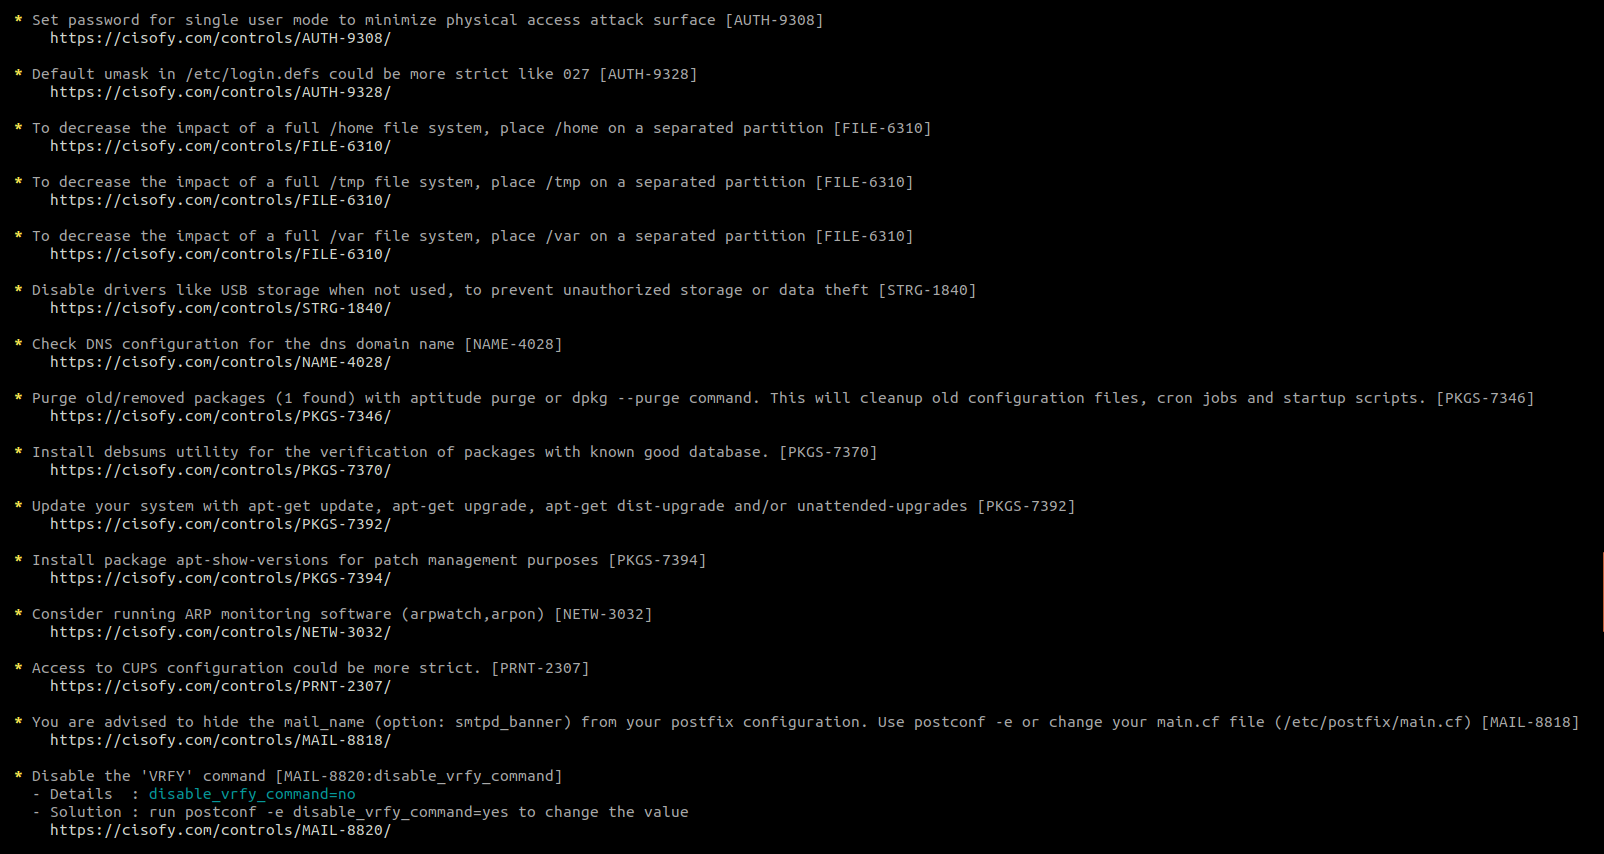 * Set password for single user mode to minimize physical access attack surface [AUTH-9308]
https://cisofy.com/controls/AUTH-9308/
* Default umask in /etc/login.defs could be more strict like 027 [AUTH-9328]
https://cisofy.com/controls/AUTH-9328/
* To decrease the impact of a full /home file system, place /home on a separated partition [FILE-6310]
https://cisofy.com/controls/FILE-6310/
* To decrease the impact of a full /tmp file system, place /tmp on a separated partition [FILE-6310]
https://cisofy.com/controls/FILE-6310/
* To decrease the impact of a full /var file system, place /var on a separated partition [FILE-6310]
https://cisofy.com/controls/FILE-6310/
* Disable drivers like USB storage when not used, to prevent unauthorized storage or data theft [STRG-1840]
https://cisofy.com/controls/STRG-1840/
* Check DNS configuration for the dns domain name [NAME-4028]
https://cisofy.com/controls/NAME-4028/
* Purge old/removed packages (1 found) with aptitude purge or dpkg --purge command. This will cleanup old configuration files, cron jobs and startup scripts. [PKGS-7346]
https://cisofy.com/controls/PKGS-7346/
* Install debsums utility for the verification of packages with known good database. [PKGS-7370]
https://cisofy.com/controls/PKGS-7370/
* Update your system with apt-get update, apt-get upgrade, apt-get dist-upgrade and/or unattended-upgrades [PKGS-7392]
https://cisofy.com/controls/PKGS-7392/
* Install package apt-show-versions for patch management purposes [PKGS-7394]
https://cisofy.com/controls/PKGS-7394/
* Consider running ARP monitoring software (arpwatch,arpon) [NETW-3032]
https://cisofy.com/controls/NETW-3032/
* Access to CUPS configuration could be more strict. [PRNT-2307]
https://cisofy.com/controls/PRNT-2307/
* You are advised to hide the mail_name (option: smtpd_banner) from your postfix configuration. Use postconf -e or change your main.cf file (/etc/postfix/main.cf) [MAIL-8818]
https://cisofy.com/controls/MAIL-8818/
* Disable the 'VRFY' command [MAIL-8820:disable_vrfy_command]
- Details  : disable_vrfy_command=no
- Solution : run postconf -e disable_vrfy_command=yes to change the value
https://cisofy.com/controls/MAIL-8820/